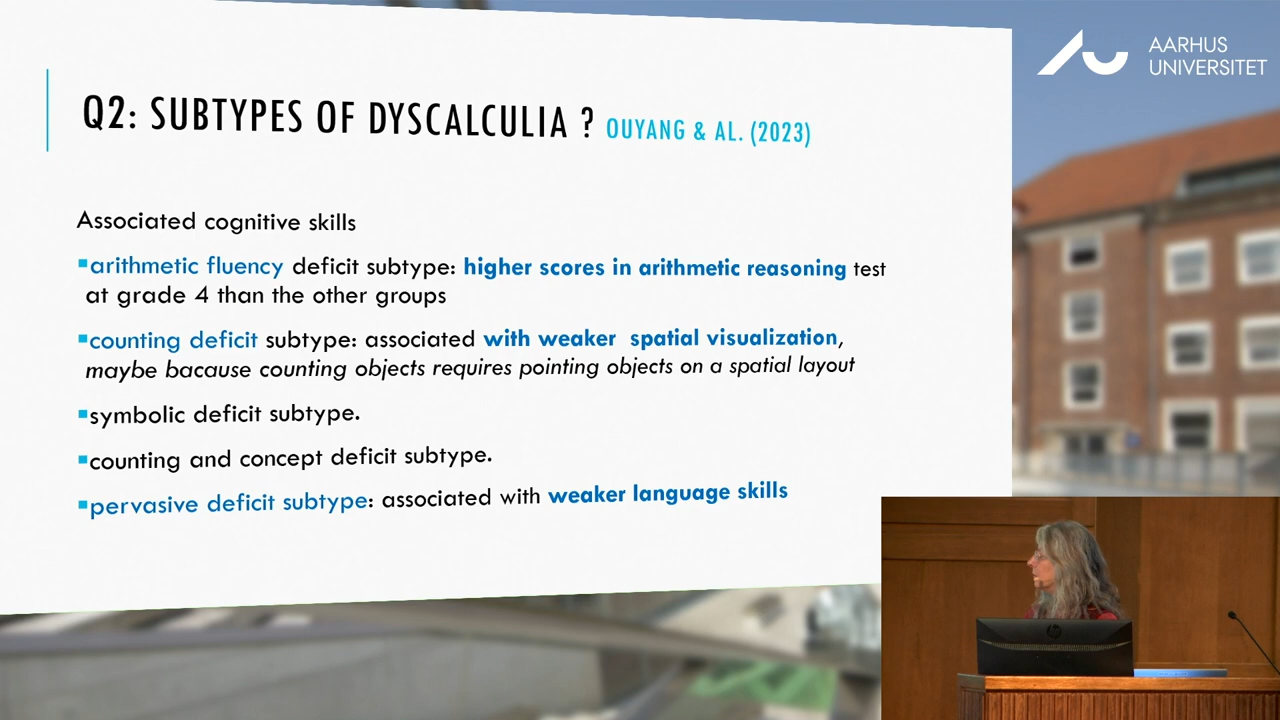 AARHUS
UNIVERSITET
Q2: SUBTYPES OF DYSCALCULIA ? OUYANG & AL. (2023)
Associated cognitive skills
▪arithmetic fluency deficit subtype: higher scores in arithmetic reasoning test
at grade 4 than the other groups
▪counting deficit subtype: associated with weaker spatial visualization,
maybe bacause counting objects requires pointing objects on a spatial layout
▪symbolic deficit subtype.
▪counting and concept deficit subtype.
▪pervasive deficit subtype: associated with weaker language skills
hp